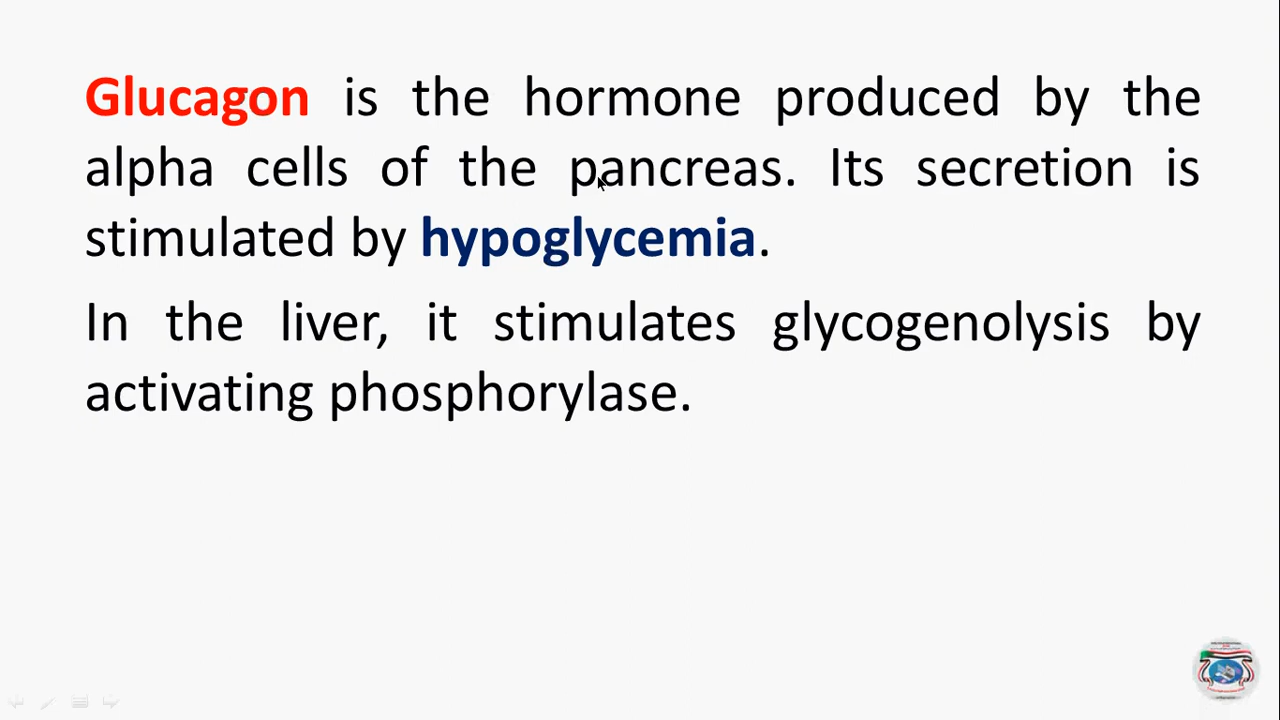 Glucagon is the hormone produced by the
alpha cells of the pancreas. Its secretion is
stimulated by hypoglycemia.
In the liver, it stimulates glycogenolysis by
activating phosphorylase.